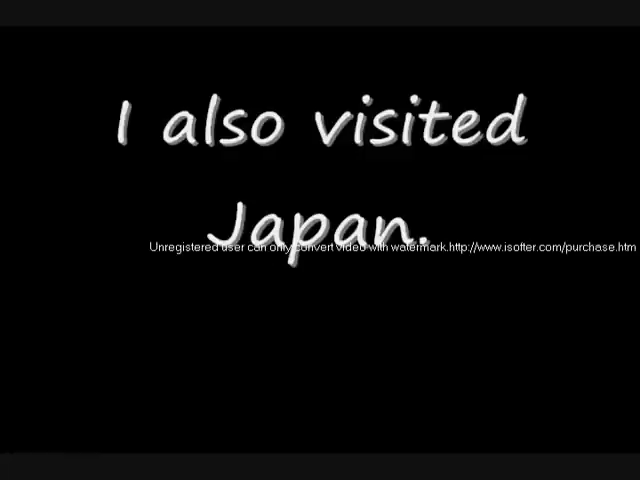 I also visited
Japan.
Unregistered user can only convert video with watermark.http://www.isofter.com/purchase.htm